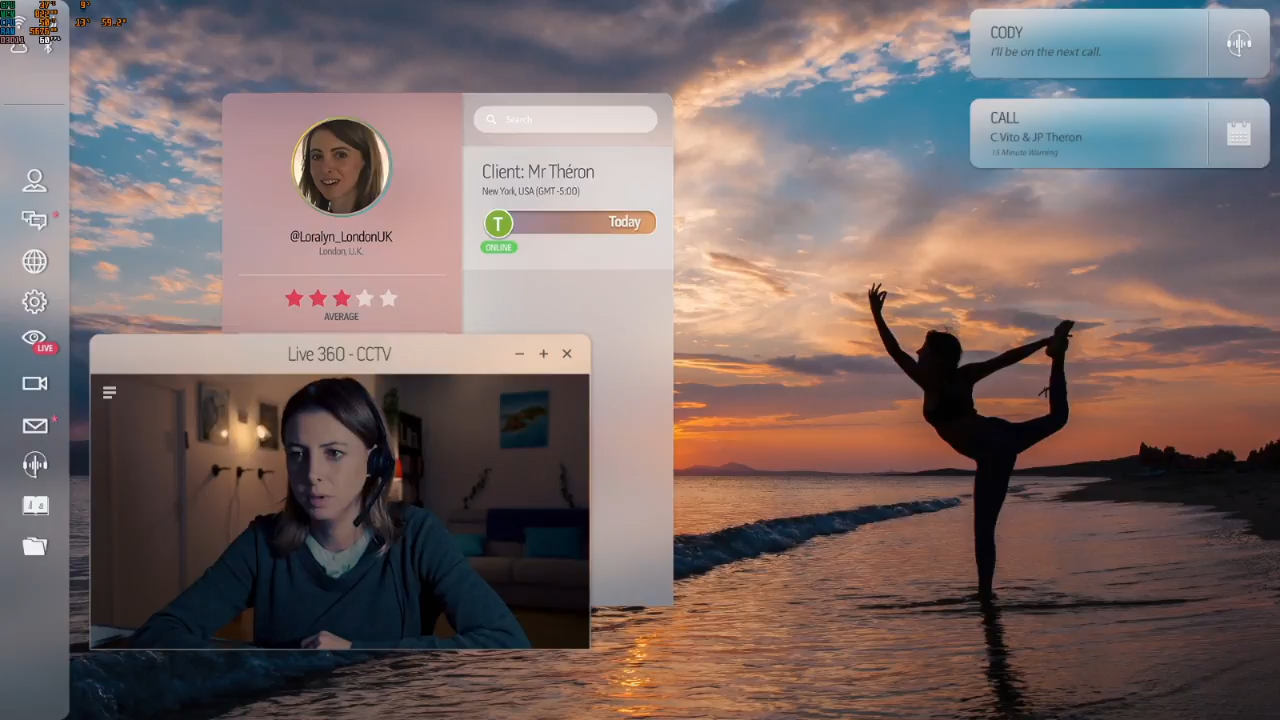 CODY
I'll be on the next call.
CALL
C Vito & JP Theron
15 Minute Warning
Search
Client: Mr Théron
New York, USA (GMT-5:00)
T
Today
ONLINE
@Loralyn_LondonUK
London, U.K.
AVERAGE
LIVE
Live 360 - CCTV